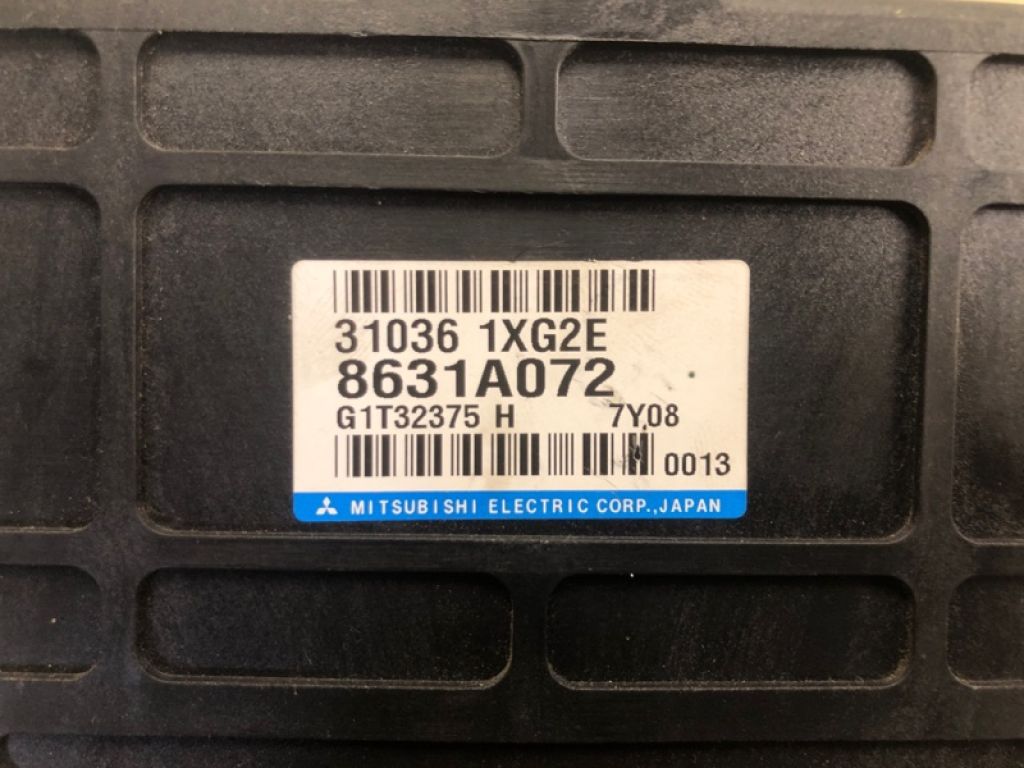 31036 1XG2E
8631A072
G1T32375 H 7Y08
0013
MITSUBISHI ELECTRIC CORP.,JAPAN